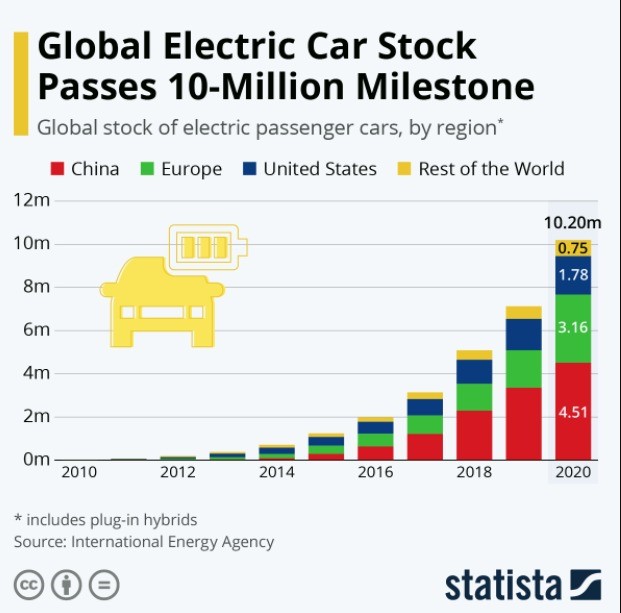 Global Electric Car Stock
Passes 10-Million Milestone
Global stock of electric passenger cars, by region*
China Europe United States Rest of the World
12m
10m
8m
6m
4m
2m
0m
10.20m
0.75
1.78
3.16
4.51
2010 2012 2014 2016 2018 2020
* includes plug-in hybrids
Source: International Energy Agency
cc
statista